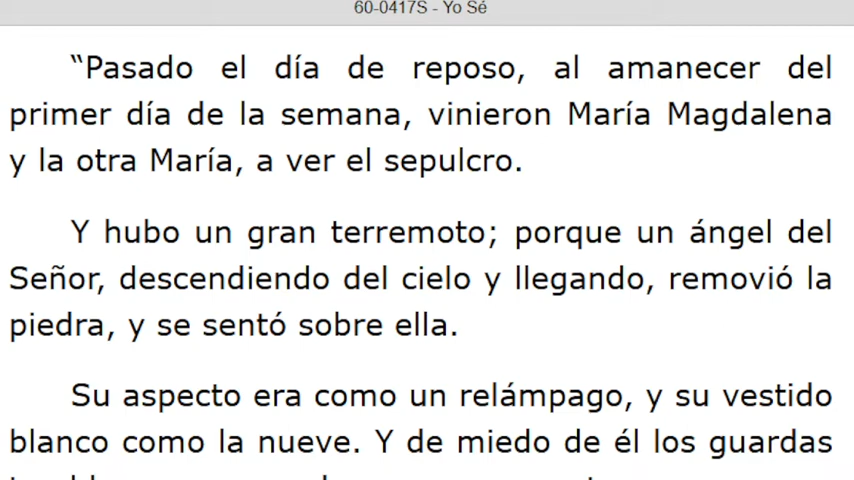 60-0417S - Yo Sé
“Pasado el día de reposo, al amanecer del
primer día de la semana, vinieron María Magdalena
y la otra María, a ver el sepulcro.
Y hubo un gran terremoto; porque un ángel del
Señor, descendiendo del cielo y llegando, removió la
piedra, y se sentó sobre ella.
Su aspecto era como un relámpago, y su vestido
blanco como la nueve. Y de miedo de él los guardas